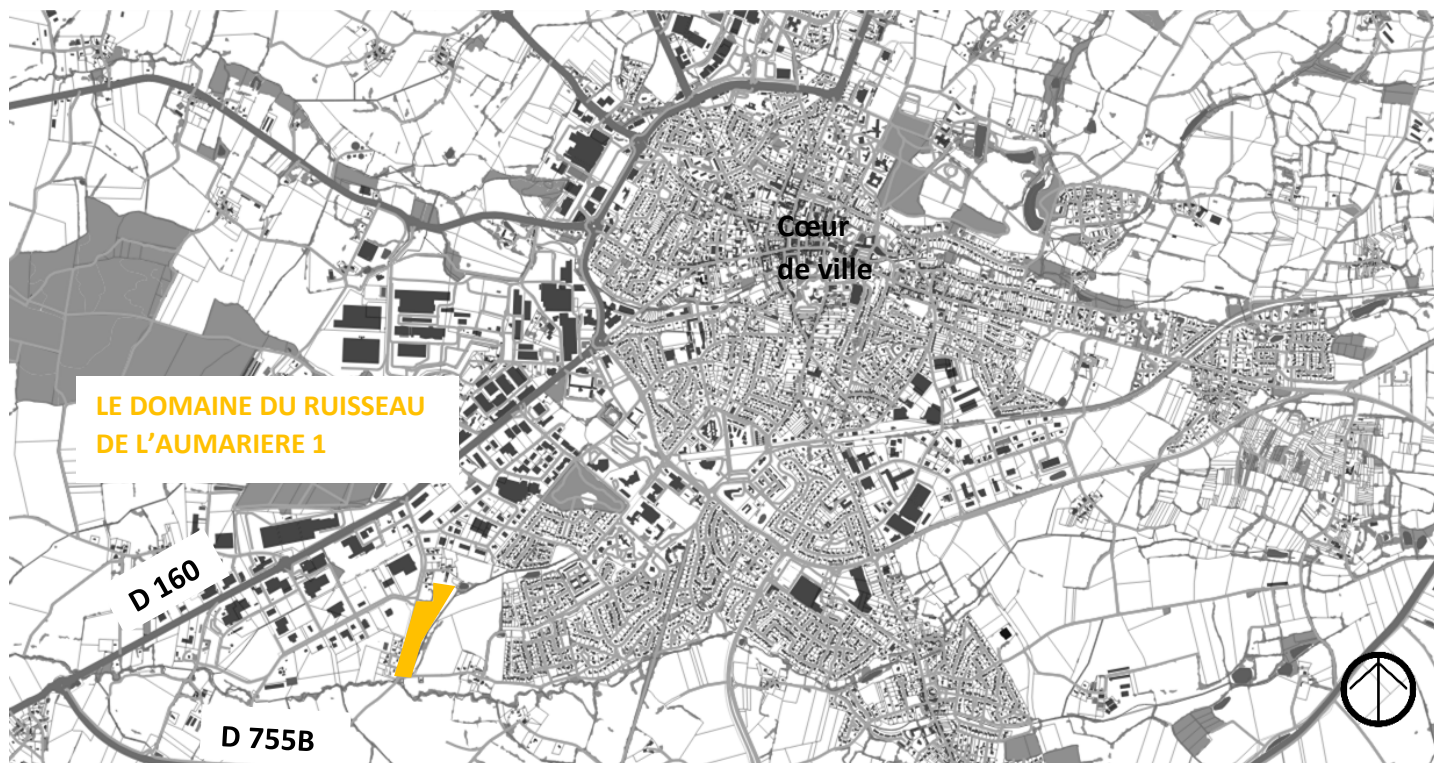 Cœur
de ville
LE DOMAINE DU RUISSEAU
DE L’AUMARIERE 1
D 160
D 755B